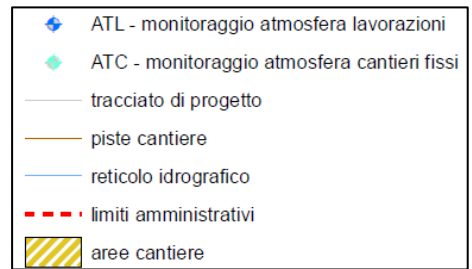 ATL - monitoraggio atmosfera lavorazioni
ATC - monitoraggio atmosfera cantieri fissi
tracciato di progetto
piste cantiere
reticolo idrografico
limiti amministrativi
aree cantiere